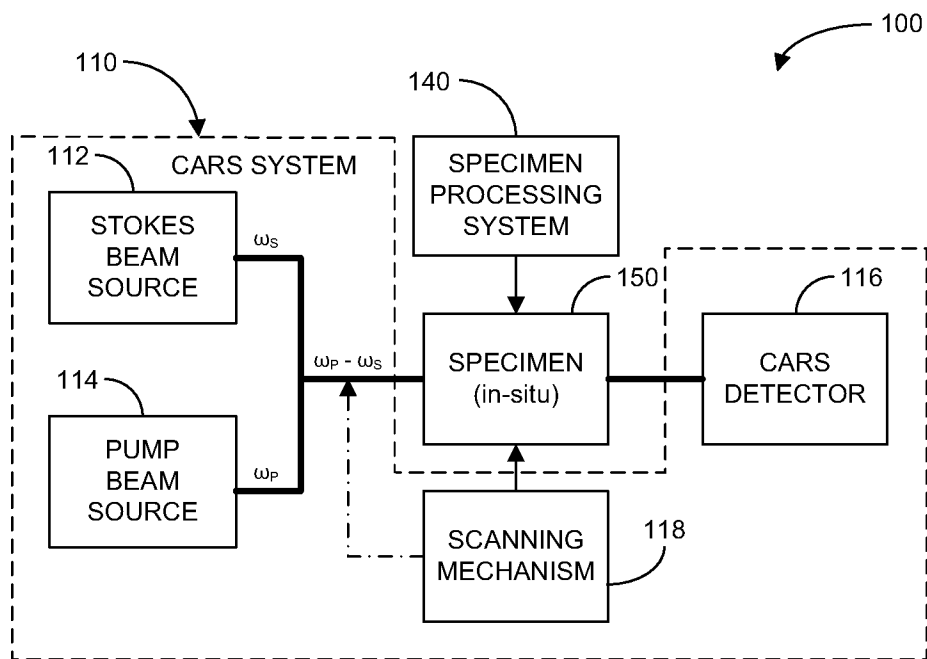 100
110
140
112
CARS SYSTEM
STOKES
BEAM
SOURCE
ωS
SPECIMEN
PROCESSING
SYSTEM
150
116
114
ωP - ωS
SPECIMEN
(in-situ)
CARS
DETECTOR
PUMP
BEAM
SOURCE
ωP
SCANNING
MECHANISM
118